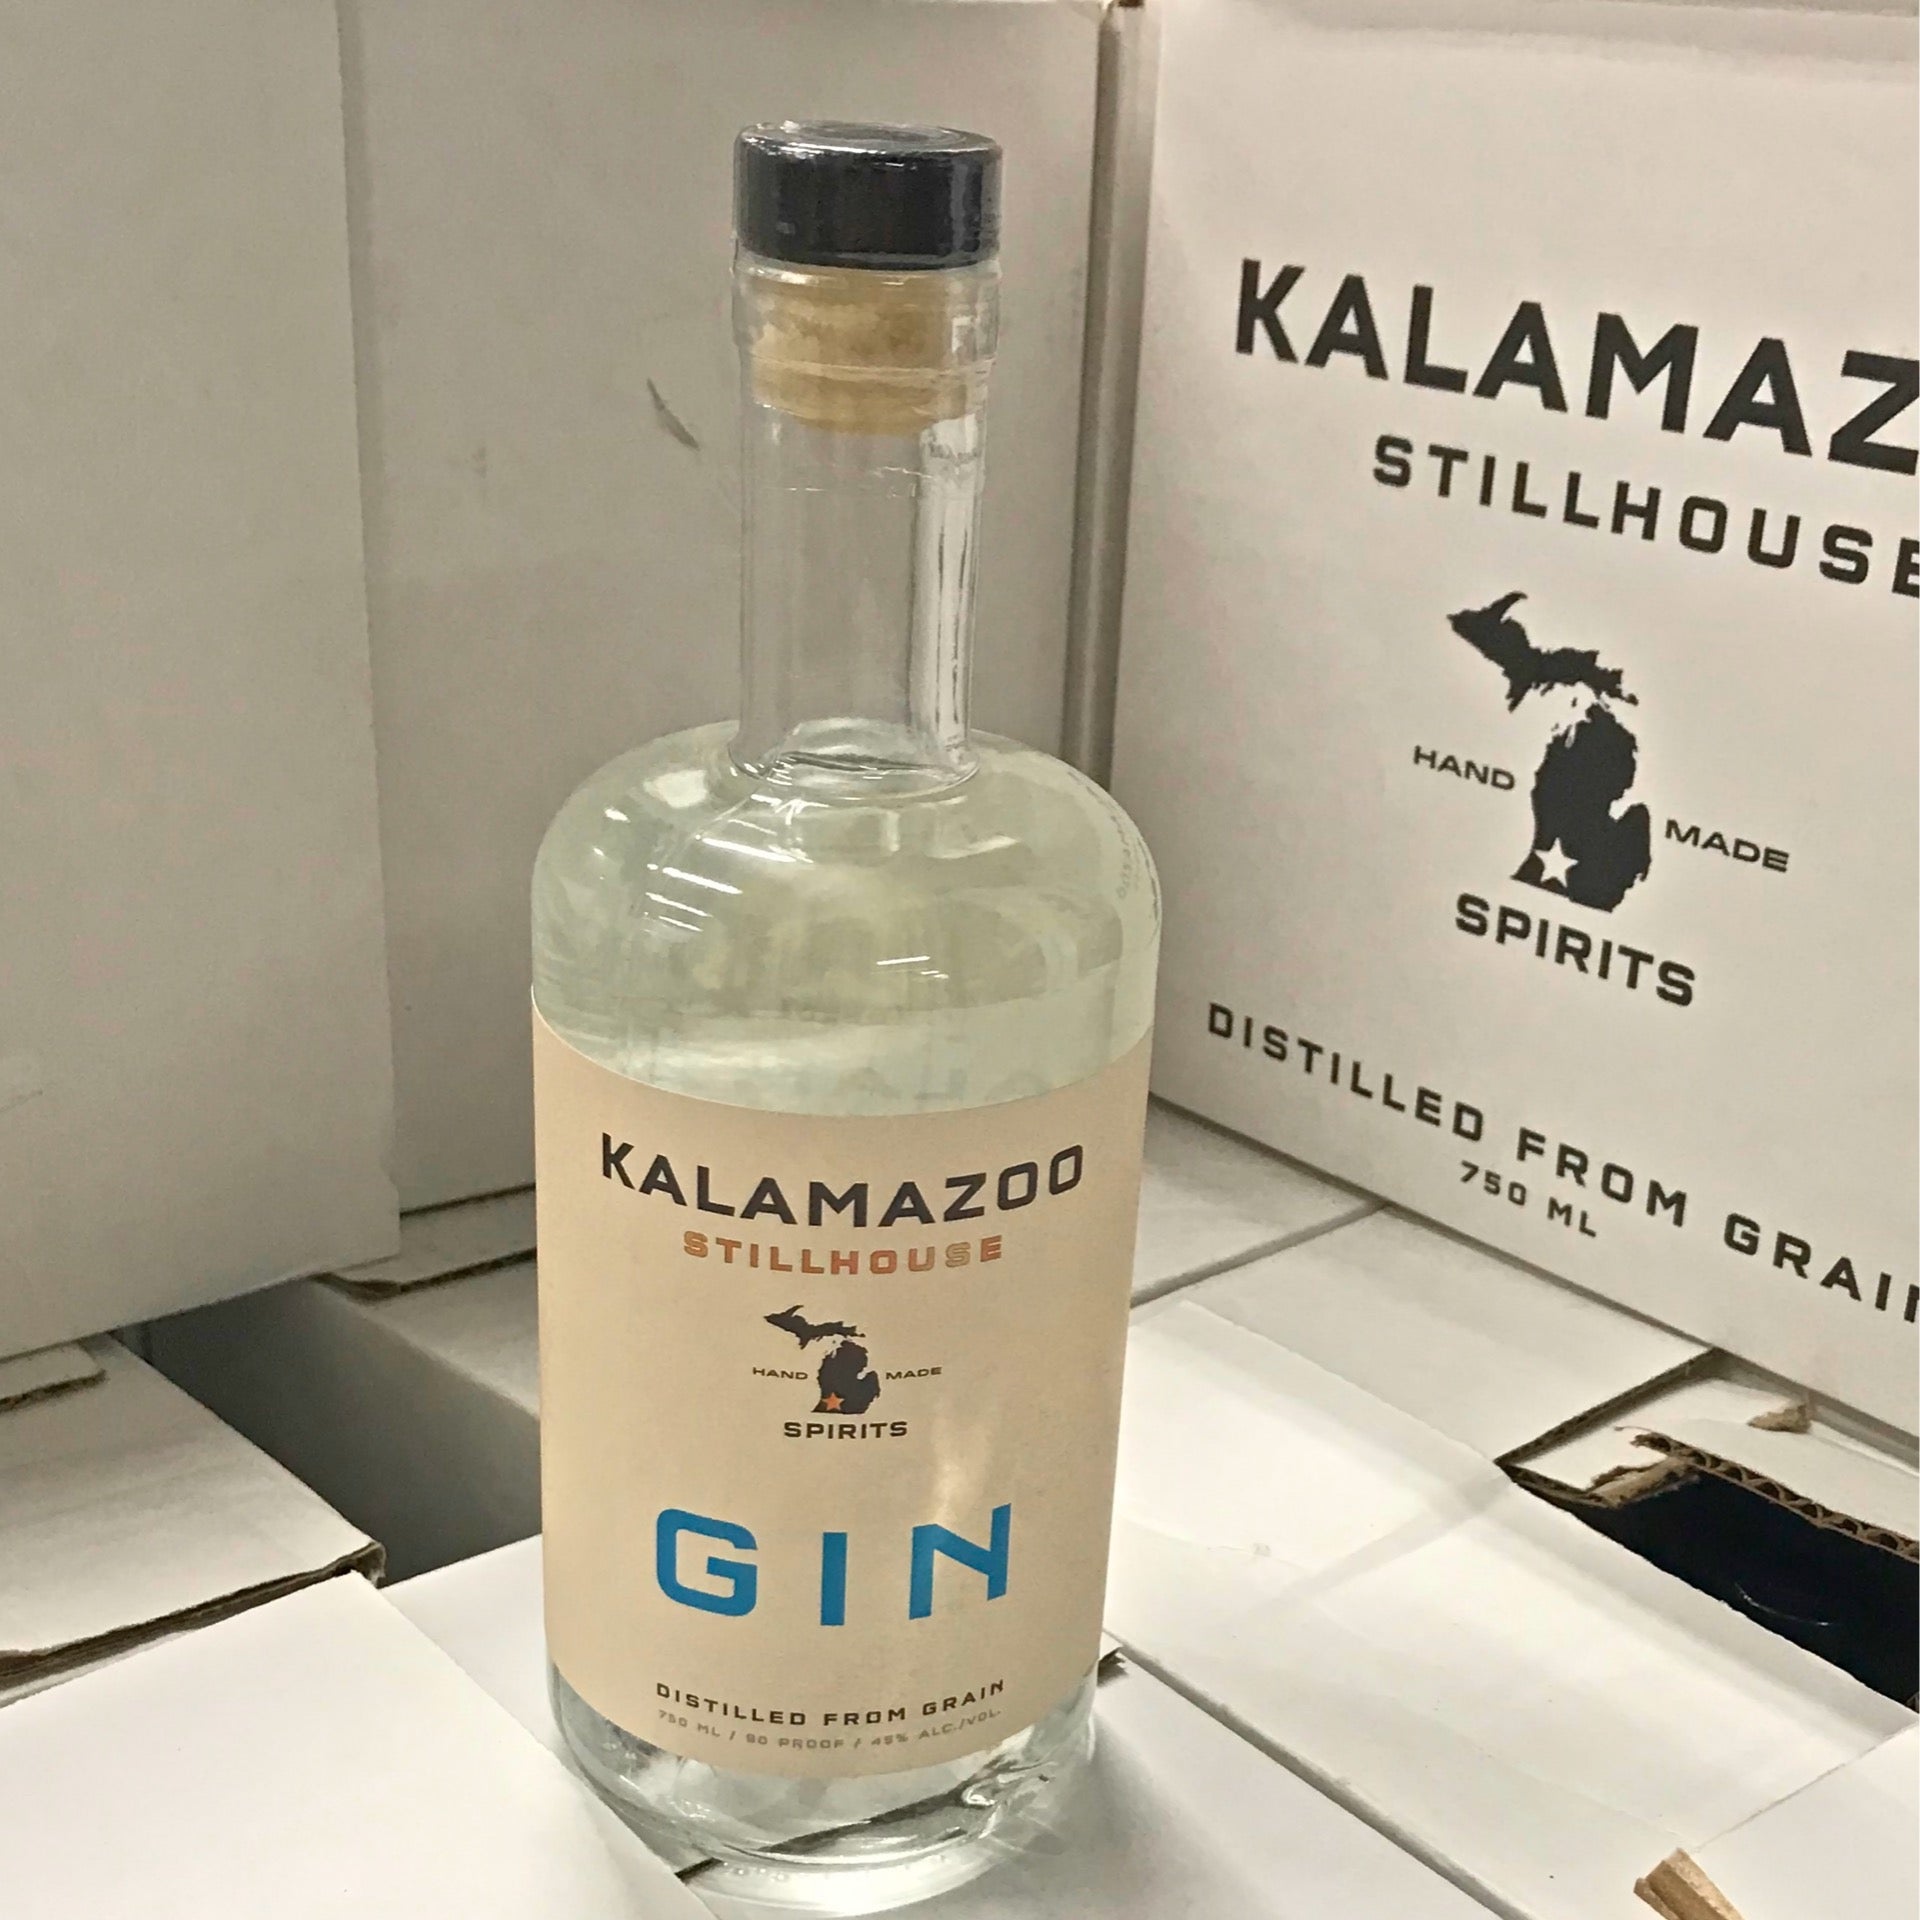 KALAMAZOO
STILLHOUSE
HAND MADE
SPIRITS
GIN
DISTILLED FROM GRAIN
750 ML / 90 PROOF / 45% ALC./VOL.
KALAMAZ
STILLHOUSE
HAND MADE
SPIRITS
DISTILLED FROM GRAIN
750 ML